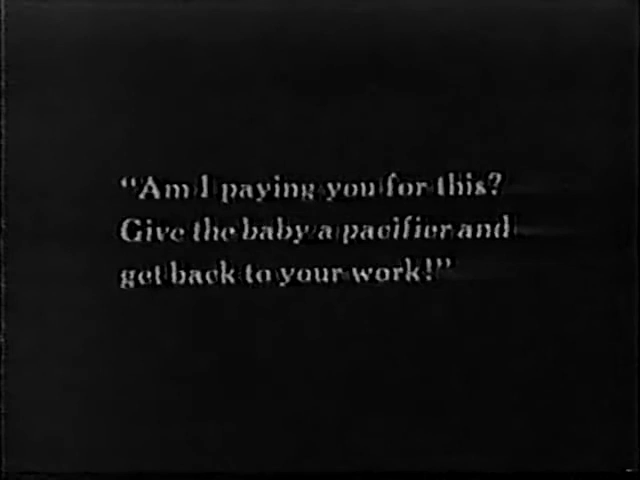 “Am I paying you for this?
Give the baby a pacifier and
get back to your work!”